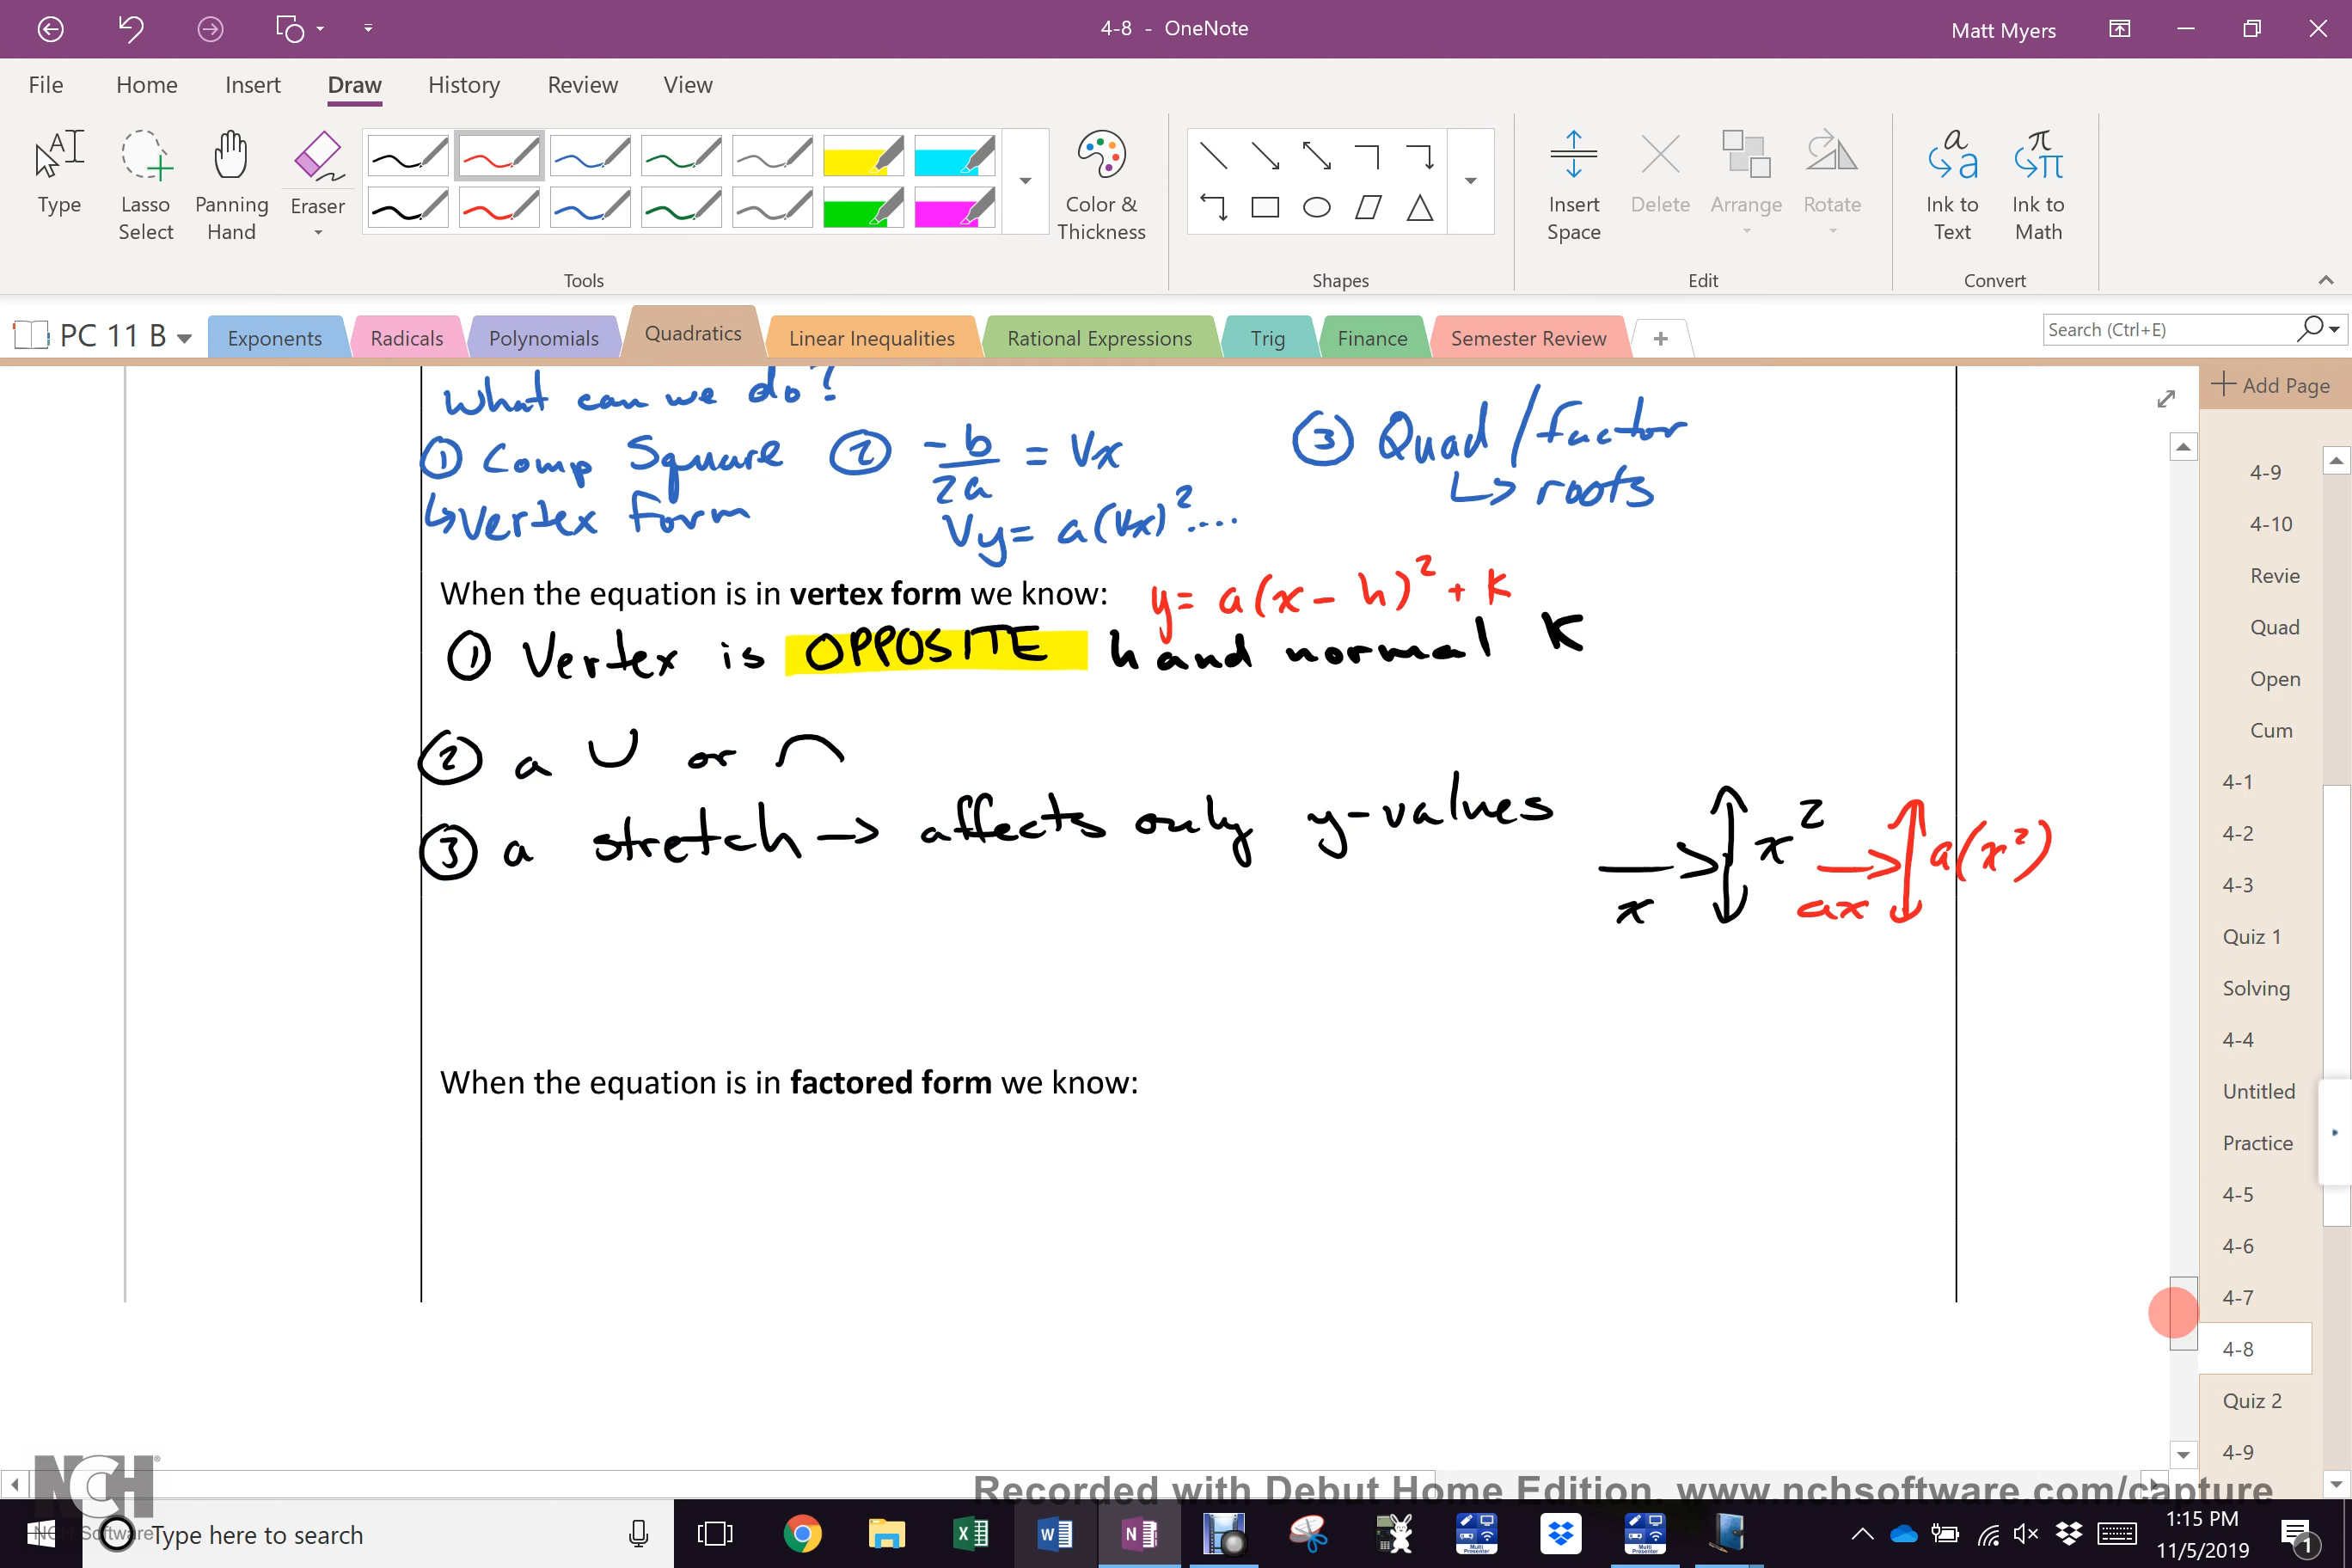 4-8 - OneNote
Matt Myers
File Home Insert Draw History Review View
Type
Lasso Select
Panning Hand
Eraser
Color & Thickness
Insert Space
Delete
Arrange
Rotate
Ink to Text
Ink to Math
Tools
Shapes
Edit
Convert
PC 11 B
Exponents
Radicals
Polynomials
Quadratics
Linear Inequalities
Rational Expressions
Trig
Finance
Semester Review
Search (Ctrl+E)
Add Page
What can we do?
① Comp Square ② -b/2a = Vx ③ Quad/factor
↳ Vertex form Vy = a(Vx)².... ↳ roots
When the equation is in vertex form we know: y = a(x - h)² + k
① Vertex is OPPOSITE h and normal k
② a ∪ or ∩
③ a stretch → affects only y-values
→ x ↕ x² → ax ↕ a(x²)
When the equation is in factored form we know:
4-9
4-10
Revie
Quad
Open
Cum
4-1
4-2
4-3
Quiz 1
Solving
4-4
Untitled
Practice
4-5
4-6
4-7
4-8
Quiz 2
4-9
NCH
NCH Software
Recorded with Debut Home Edition. www.nchsoftware.com/capture
Type here to search
1:15 PM
11/5/2019
1